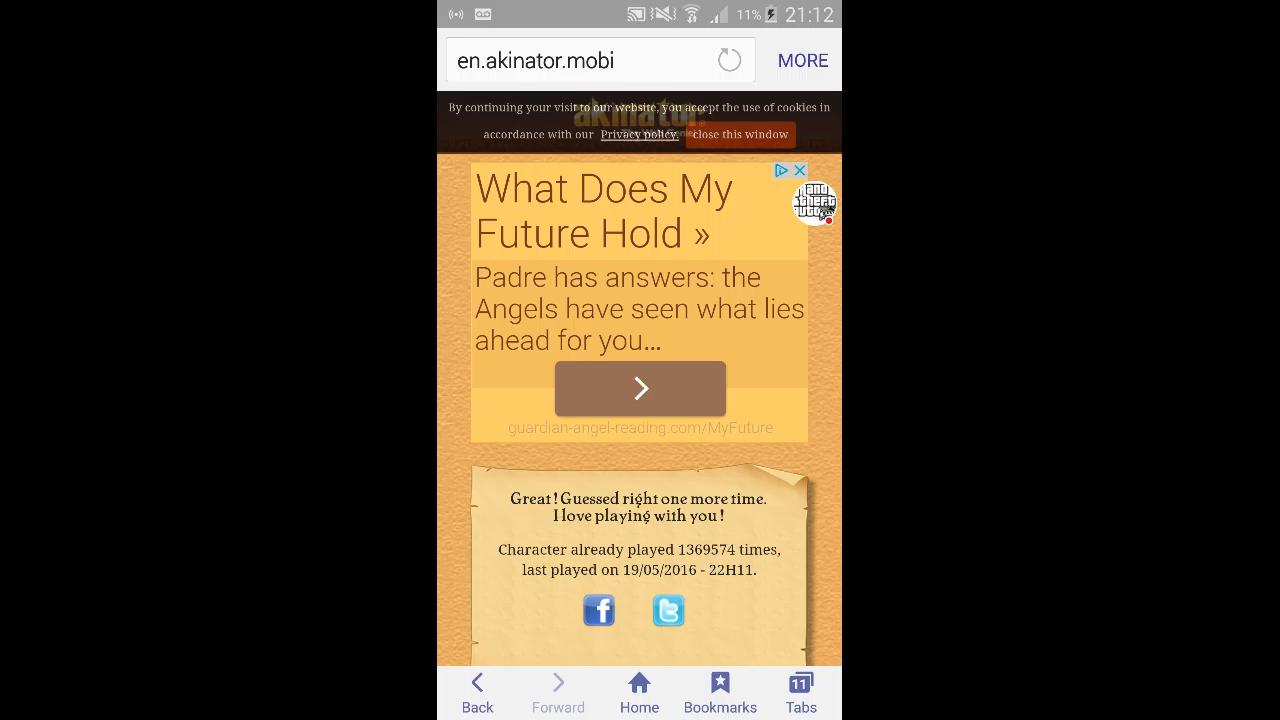 11% 21:12
en.akinator.mobi
MORE
akinator
By continuing your visit to our website, you accept the use of cookies in
accordance with our Privacy policy. close this window
What Does My
Future Hold »
grand
theft
auto
Padre has answers: the
Angels have seen what lies
ahead for you...
guardian-angel-reading.com/MyFuture
Great ! Guessed right one more time.
I love playing with you !
Character already played 1369574 times,
last played on 19/05/2016 - 22H11.
Back Forward Home Bookmarks 11 Tabs